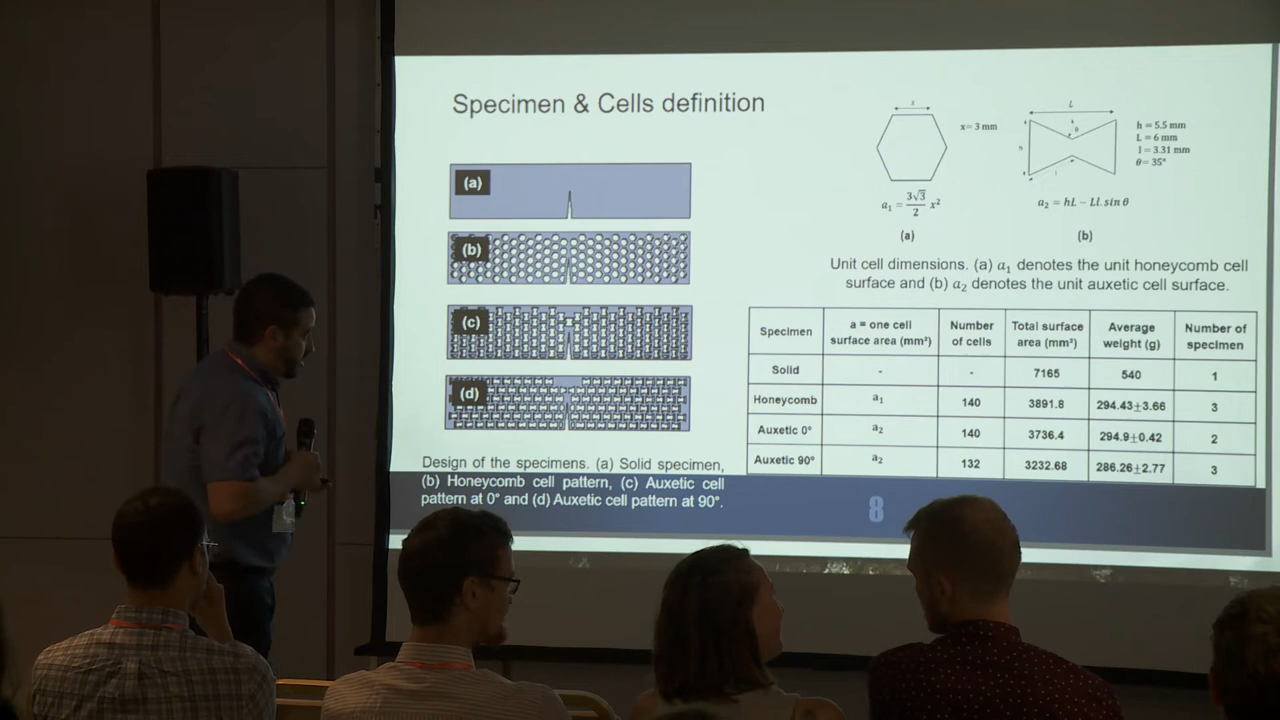 Specimen & Cells definition
(a)
(b)
(c)
(d)
Design of the specimens. (a) Solid specimen,
(b) Honeycomb cell pattern, (c) Auxetic cell
pattern at 0° and (d) Auxetic cell pattern at 90°.
x= 3 mm
a₁ = 3√3/2 x²
(a)
L
θ
h
l
h = 5.5 mm
L = 6 mm
l = 3.31 mm
θ= 35°
a₂ = hL − Ll. sin θ
(b)
Unit cell dimensions. (a) a₁ denotes the unit honeycomb cell
surface and (b) a₂ denotes the unit auxetic cell surface.
Specimen | a = one cell surface area (mm²) | Number of cells | Total surface area (mm²) | Average weight (g) | Number of specimen
Solid | - | - | 7165 | 540 | 1
Honeycomb | a₁ | 140 | 3891.8 | 294.43±3.66 | 3
Auxetic 0° | a₂ | 140 | 3736.4 | 294.9±0.42 | 2
Auxetic 90° | a₂ | 132 | 3232.68 | 286.26±2.77 | 3
8